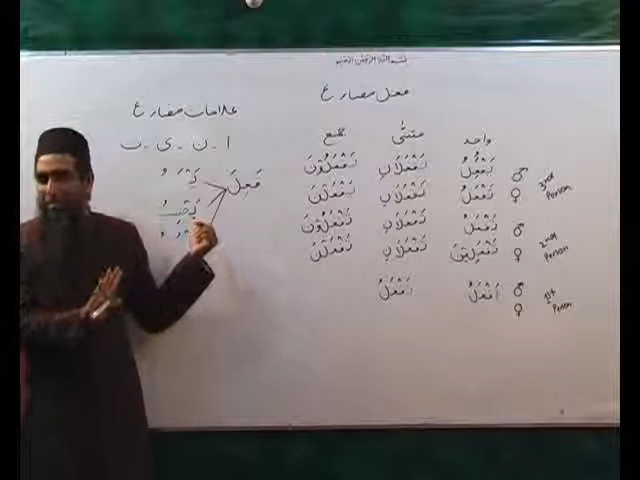 بسم الله الرحمن الرحيم
فعل مضارع
علامات مضارع
ا ۔ ن ۔ ی ۔ ت
واحد مثنّٰی جمع
يَفْعَلُ يَفْعَلَانِ يَفْعَلُوْنَ ♂ 3rd Person
تَفْعَلُ تَفْعَلَانِ يَفْعَلْنَ ♀
تَفْعَلُ تَفْعَلَانِ تَفْعَلُوْنَ ♂ 2nd Person
تَفْعَلِيْنَ تَفْعَلَانِ تَفْعَلْنَ ♀
اَفْعَلُ نَفْعَلُ ♂ 1st Person
♀
فَعِلَ